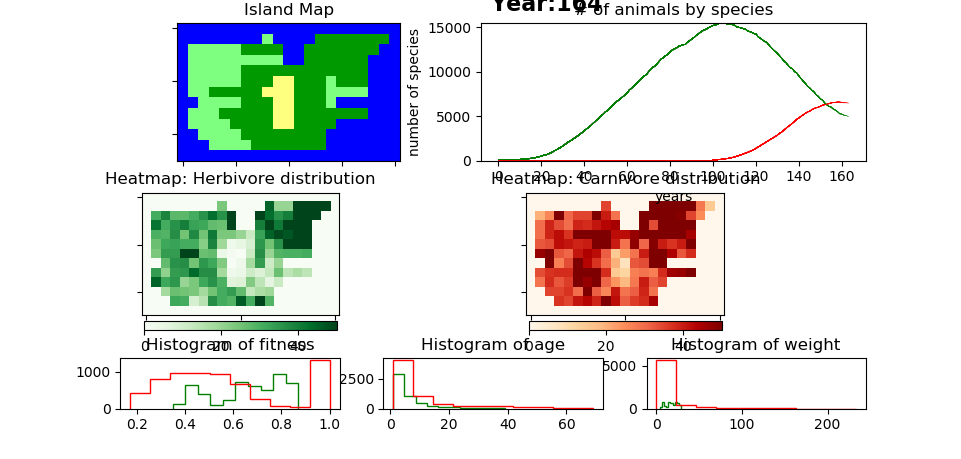 Year:164
Island Map
# of animals by species
number of species
15000
10000
5000
0
0 20 40 60 80 100 120 140 160
years
Heatmap: Herbivore distribution
Heatmap: Carnivore distribution
0 20 40
0 20 40
Histogram of fitness
Histogram of age
Histogram of weight
1000
0
0.2 0.4 0.6 0.8 1.0
2500
0
0 20 40 60
5000
0
0 100 200